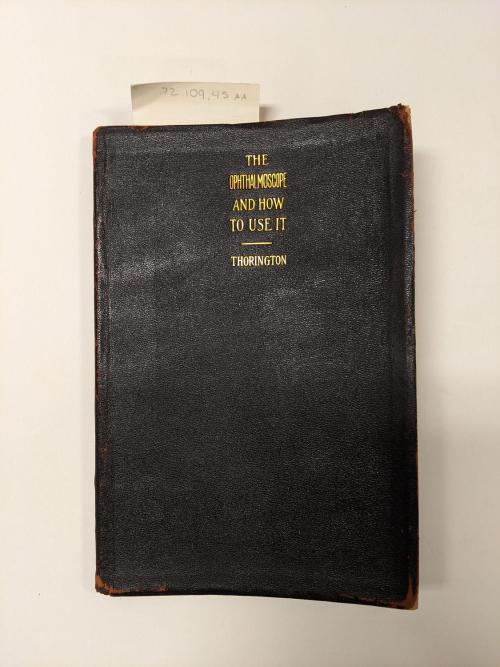 72.109.45 AA
THE
OPHTHALMOSCOPE
AND HOW
TO USE IT
THORINGTON